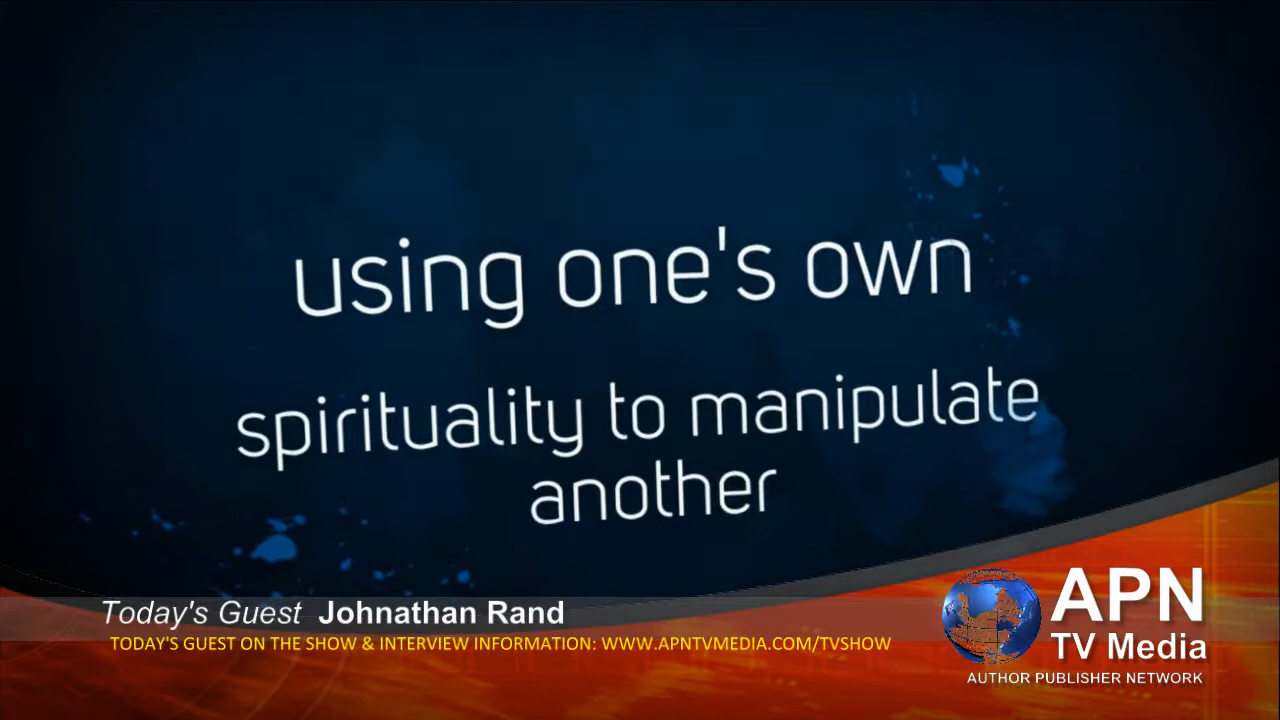 using one's own
spirituality to manipulate
another
Today's Guest Johnathan Rand
TODAY'S GUEST ON THE SHOW & INTERVIEW INFORMATION: WWW.APNTVMEDIA.COM/TVSHOW
APN
TV Media
AUTHOR PUBLISHER NETWORK